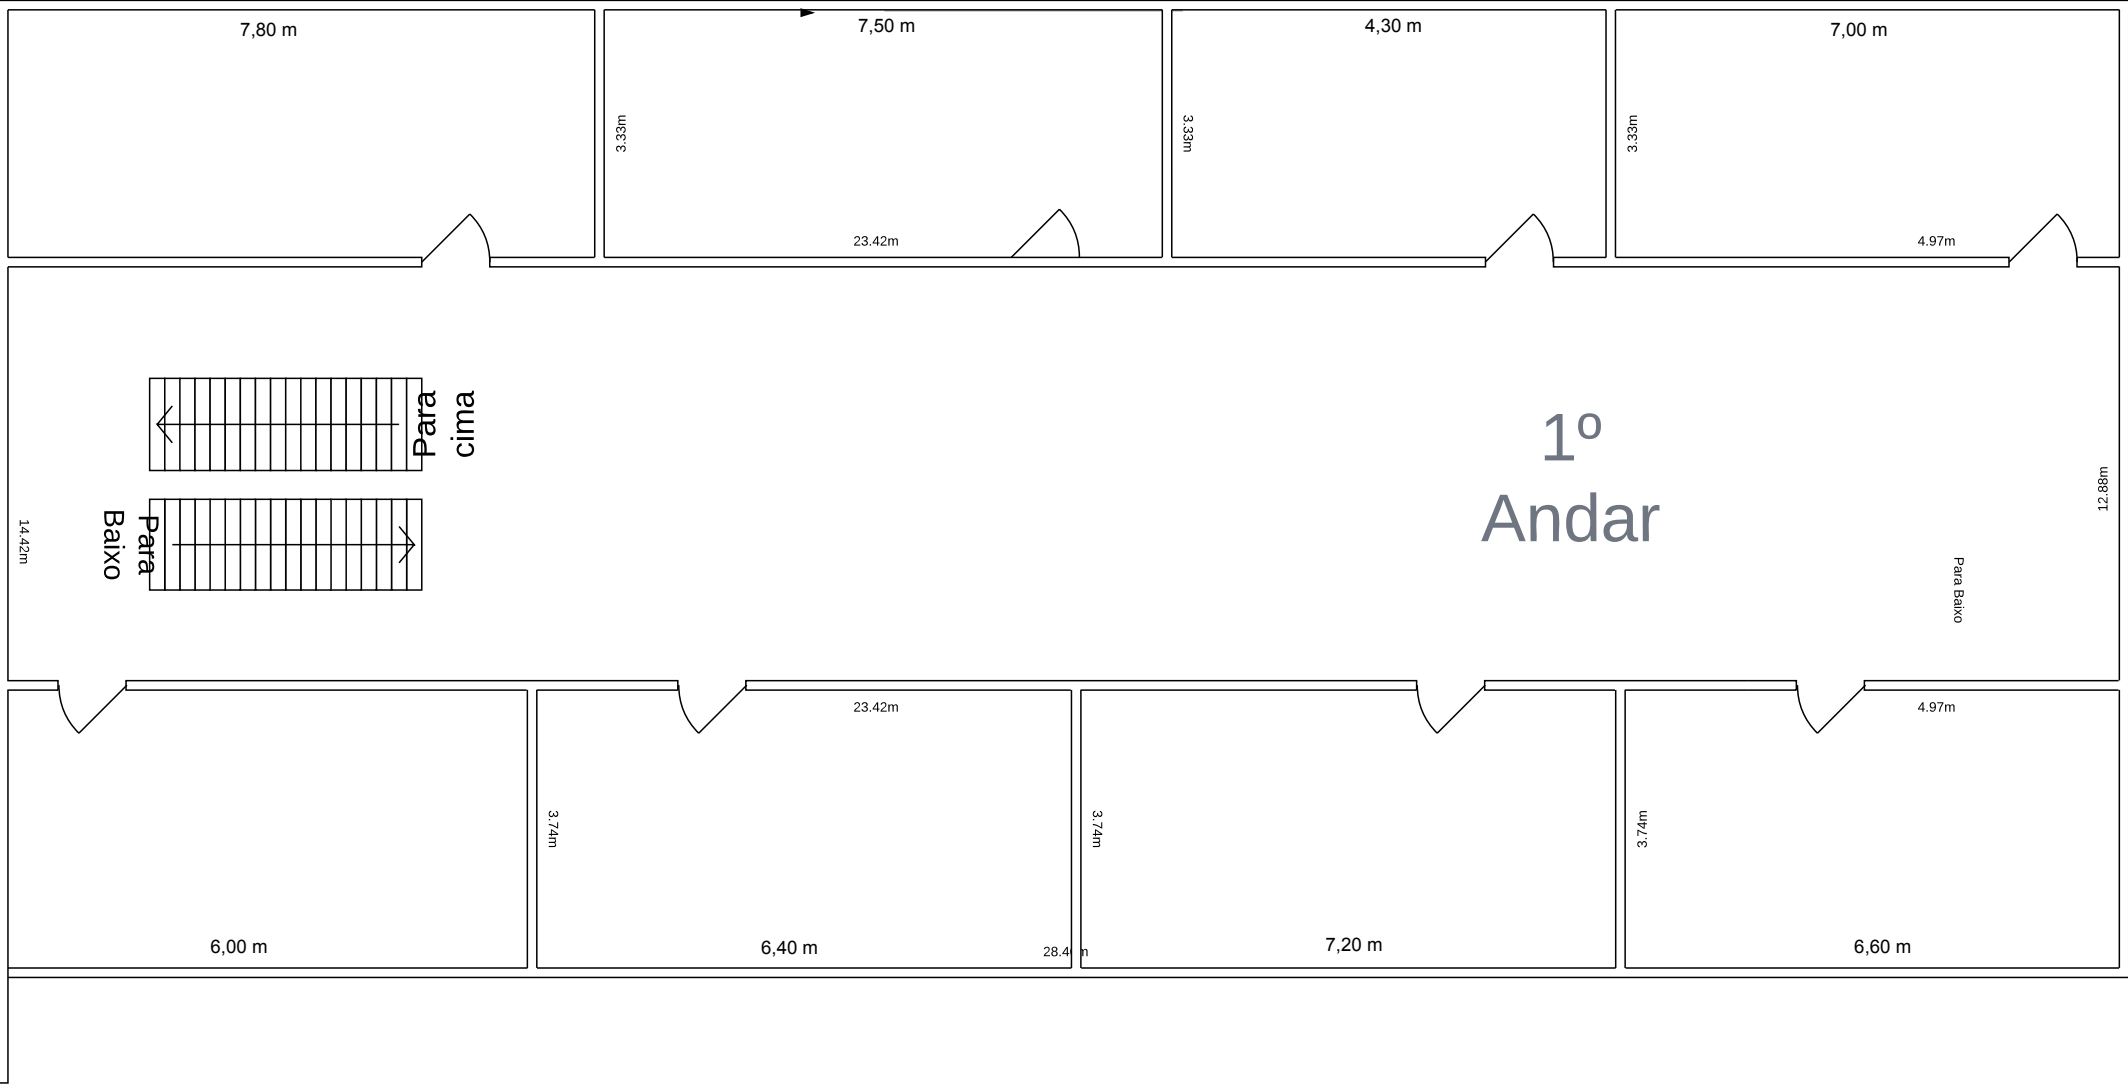 7,80 m
7,50 m
4,30 m
7,00 m
3.33m
3.33m
3.33m
23.42m
4.97m
Para
cima
1º
Andar
14.42m
Para
Baixo
12.88m
Para Baixo
23.42m
4.97m
3.74m
3.74m
3.74m
6,00 m
6,40 m
7,20 m
6,60 m